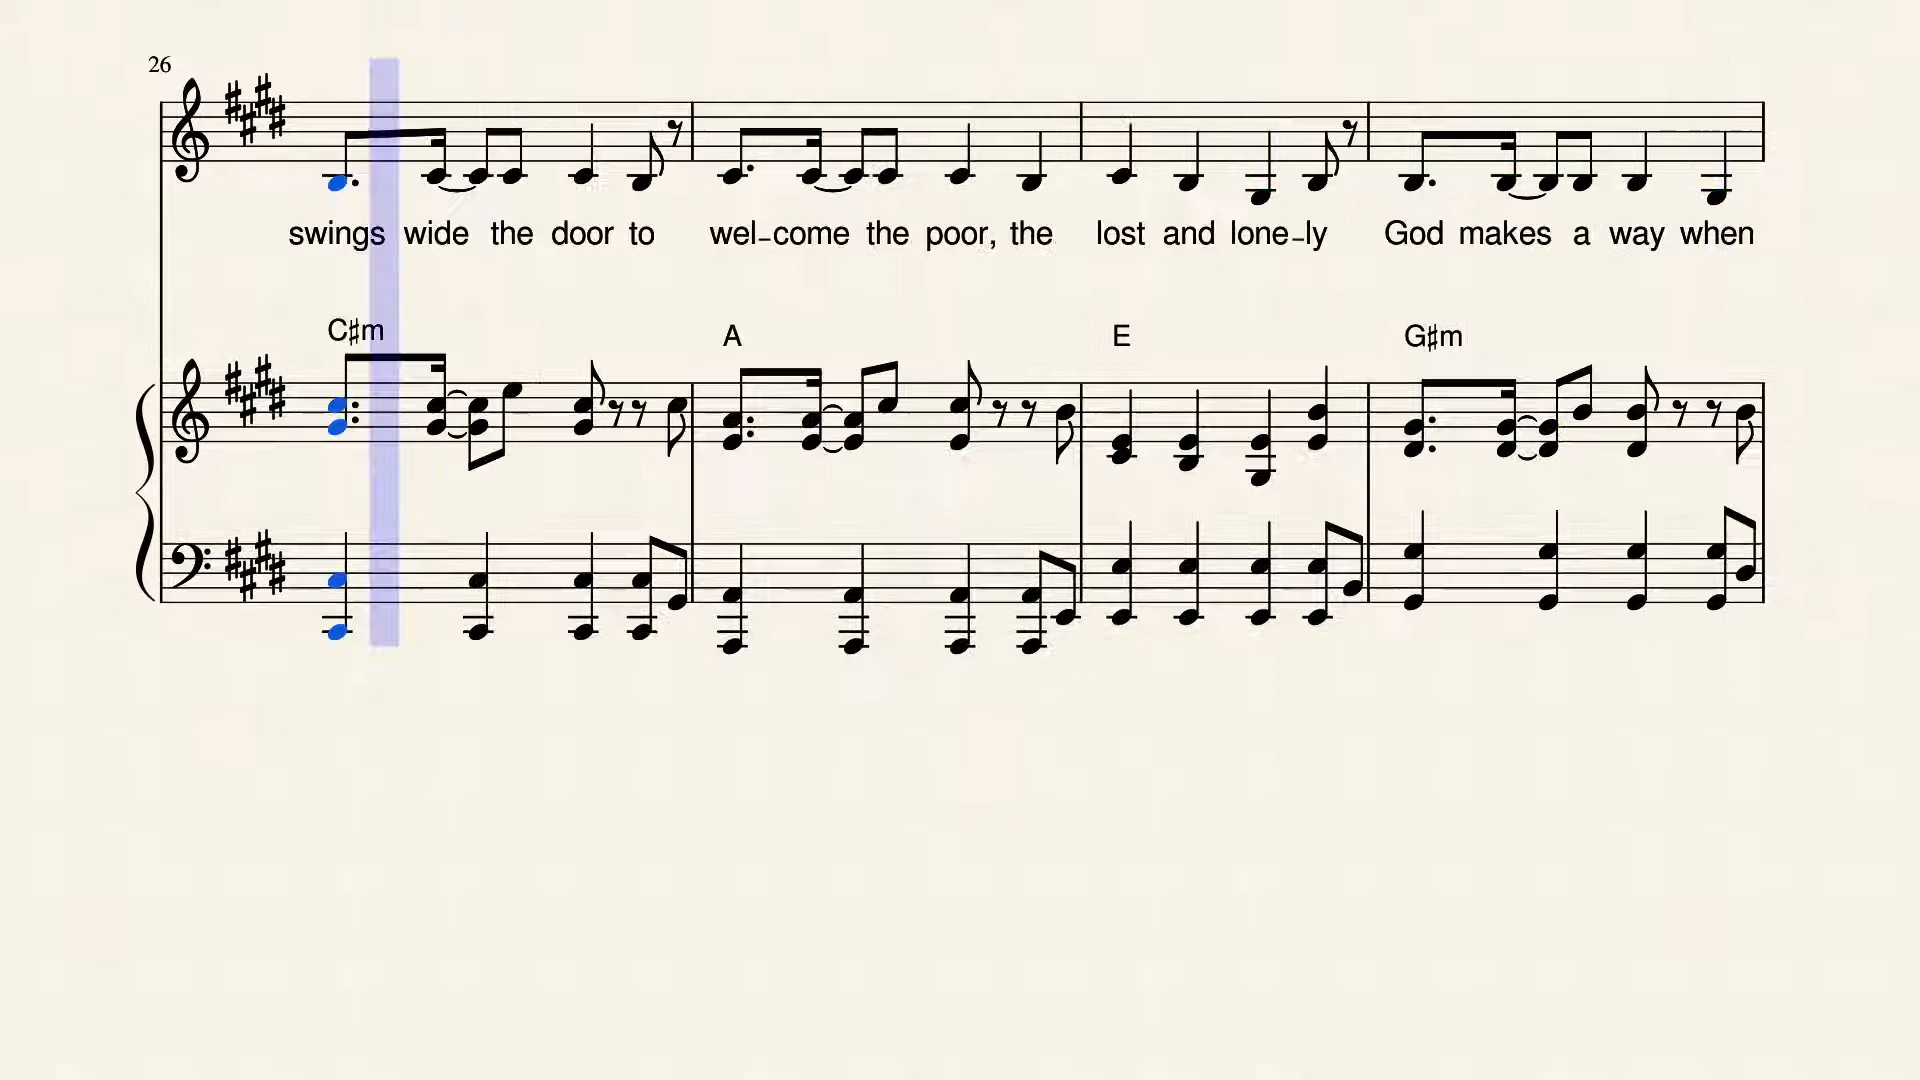 26
swings wide the door to wel-come the poor, the lost and lone-ly God makes a way when
C♯m A E G♯m